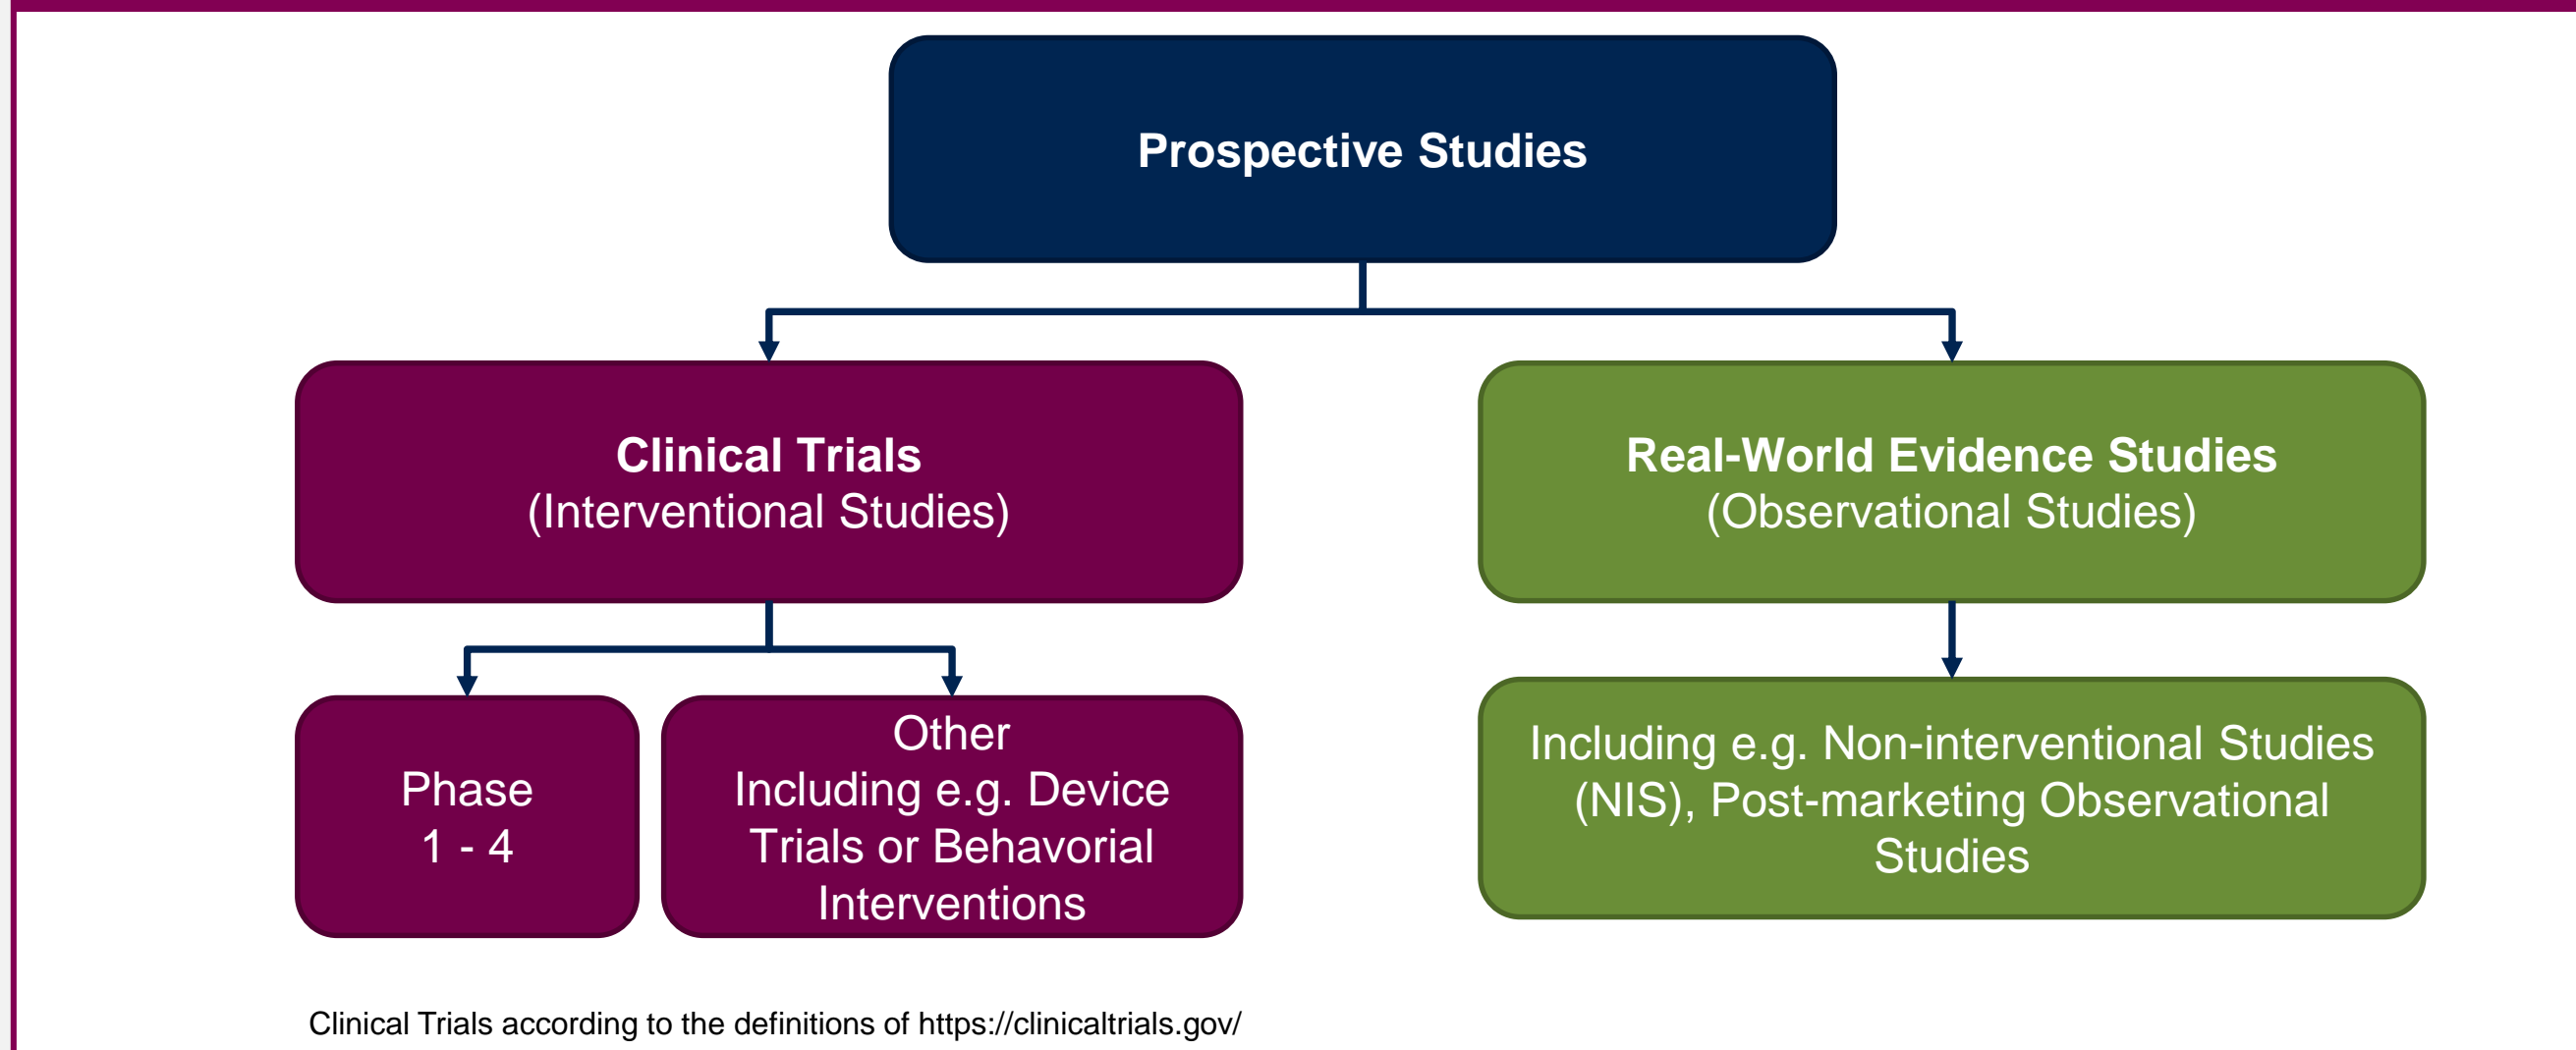 Prospective Studies
Clinical Trials
(Interventional Studies)
Real-World Evidence Studies
(Observational Studies)
Phase
1 - 4
Other
Including e.g. Device
Trials or Behavorial
Interventions
Including e.g. Non-interventional Studies
(NIS), Post-marketing Observational
Studies
Clinical Trials according to the definitions of https://clinicaltrials.gov/